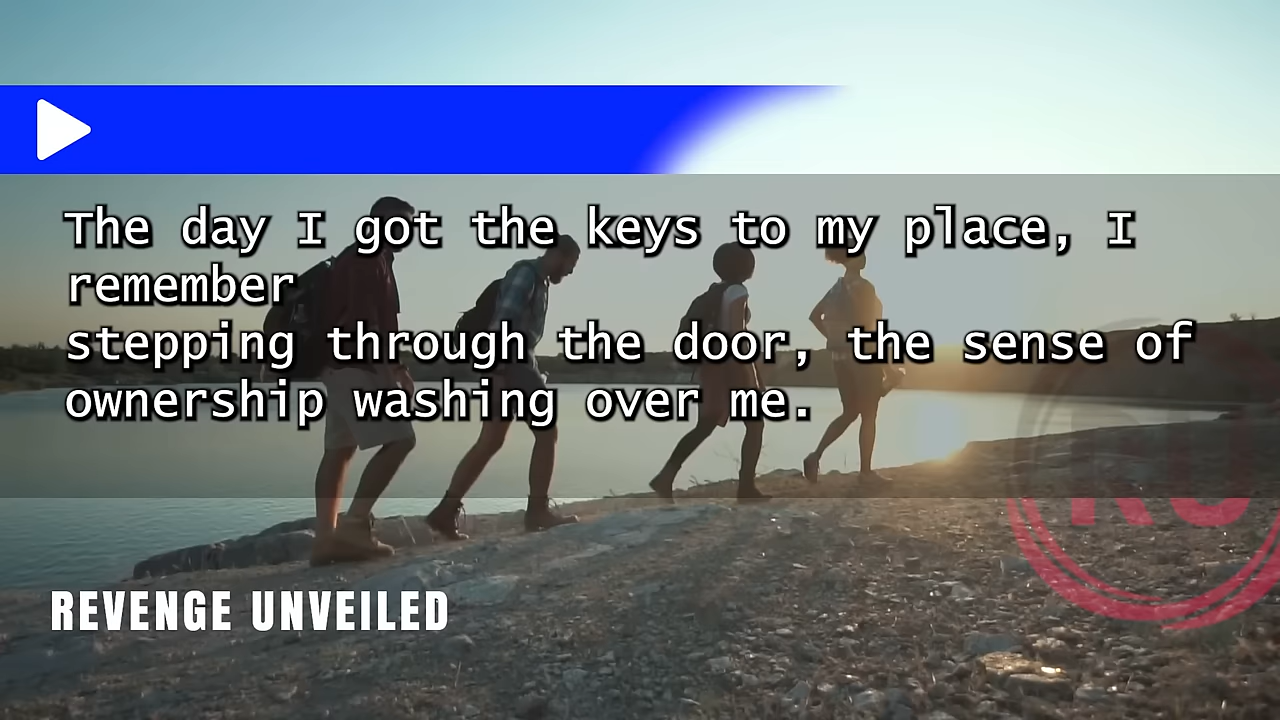 The day I got the keys to my place, I
remember
stepping through the door, the sense of
ownership washing over me.
REVENGE UNVEILED
RU